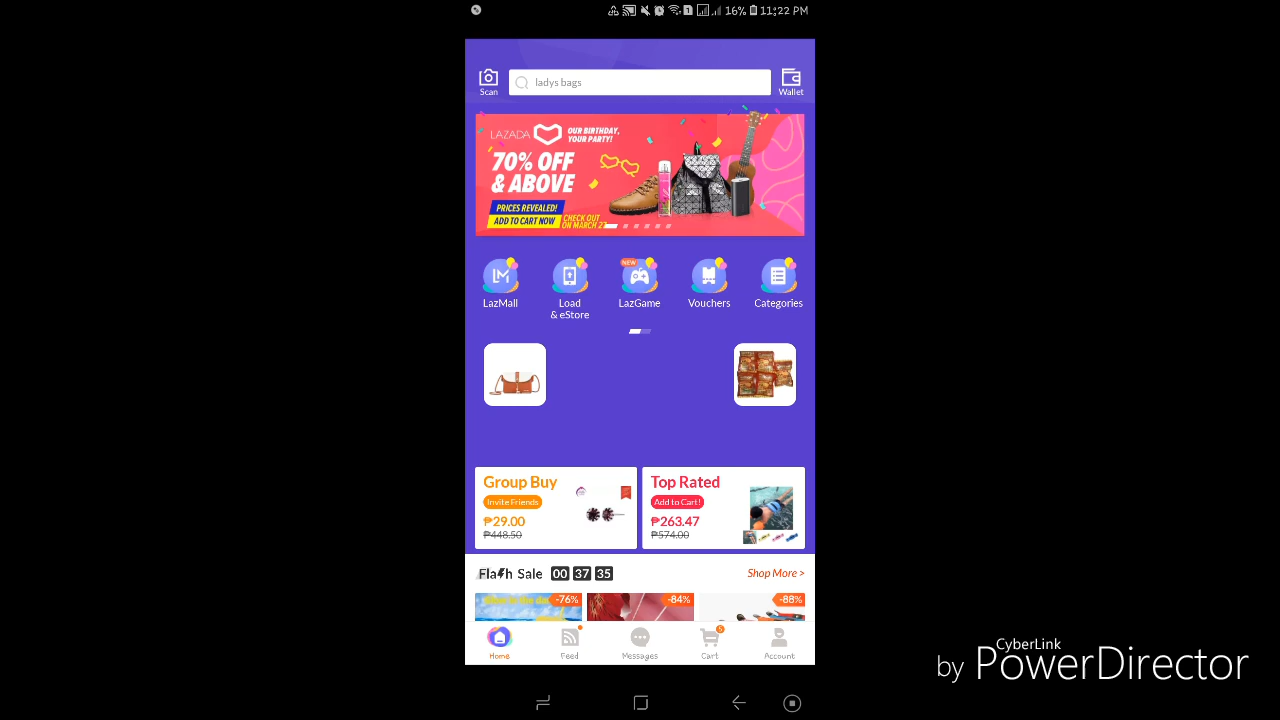 1 16% 11:22 PM
Scan
ladys bags
Wallet
LAZADA
OUR BIRTHDAY,
YOUR PARTY!
70% OFF
& ABOVE
PRICES REVEALED!
ADD TO CART NOW
CHECK OUT
ON MARCH 27
NEW
LazMall
Load
& eStore
LazGame
Vouchers
Categories
Group Buy
Invite Friends
₱29.00
₱448.50
Top Rated
Add to Cart!
₱263.47
₱574.00
Flash Sale 00 37 35
Shop More >
-76%
-84%
-88%
Home
Feed
Messages
5
Cart
Account
by CyberLink
PowerDirector